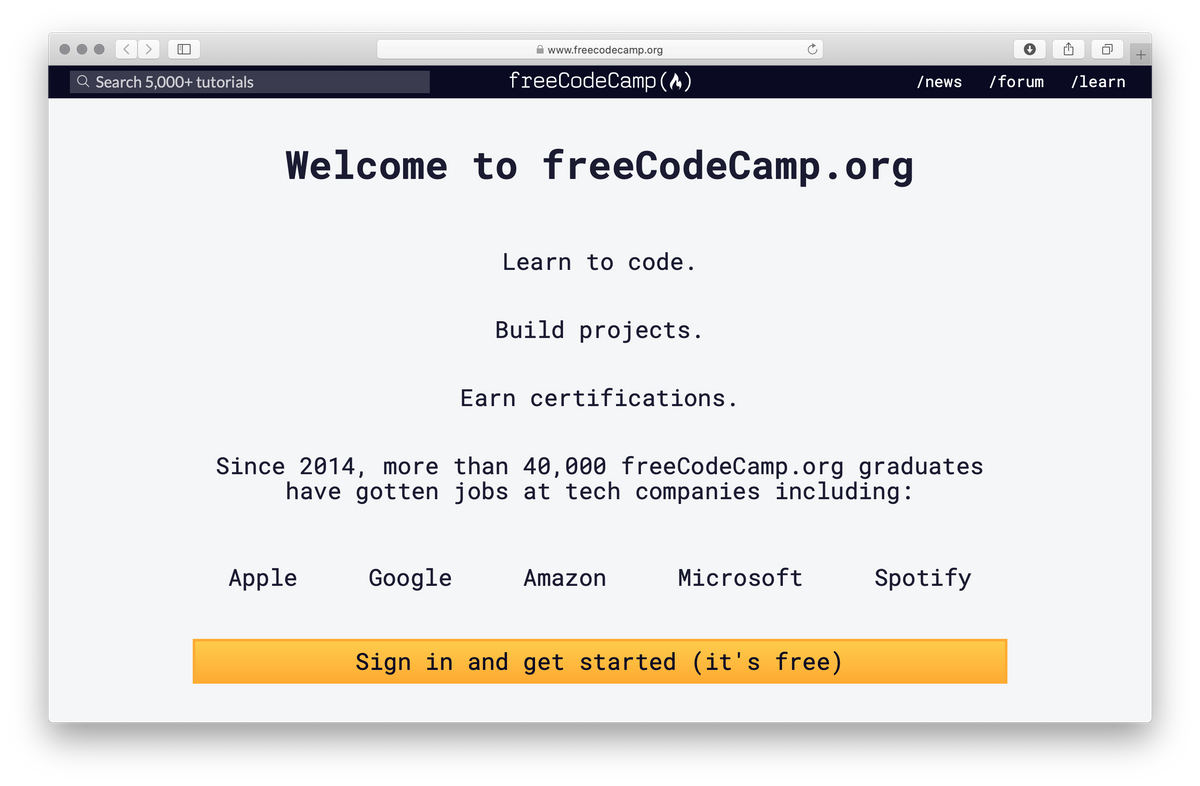 www.freecodecamp.org
Search 5,000+ tutorials
freeCodeCamp(🔥)
/news /forum /learn
Welcome to freeCodeCamp.org
Learn to code.
Build projects.
Earn certifications.
Since 2014, more than 40,000 freeCodeCamp.org graduates
have gotten jobs at tech companies including:
Apple Google Amazon Microsoft Spotify
Sign in and get started (it's free)